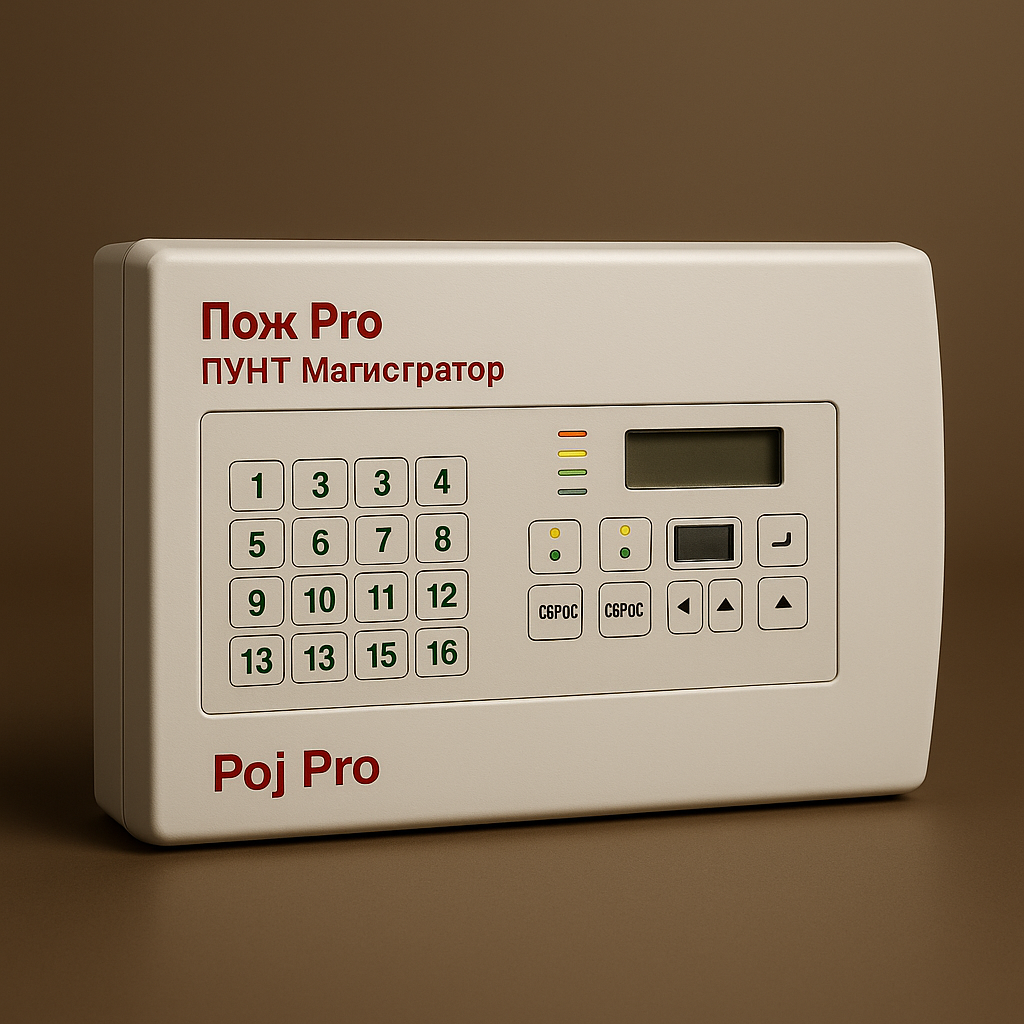 Пож Pro
ПУНТ Магисгратор
1 3 3 4
5 6 7 8
9 10 11 12
СБРОС СБРОС
13 13 15 16
Poj Pro